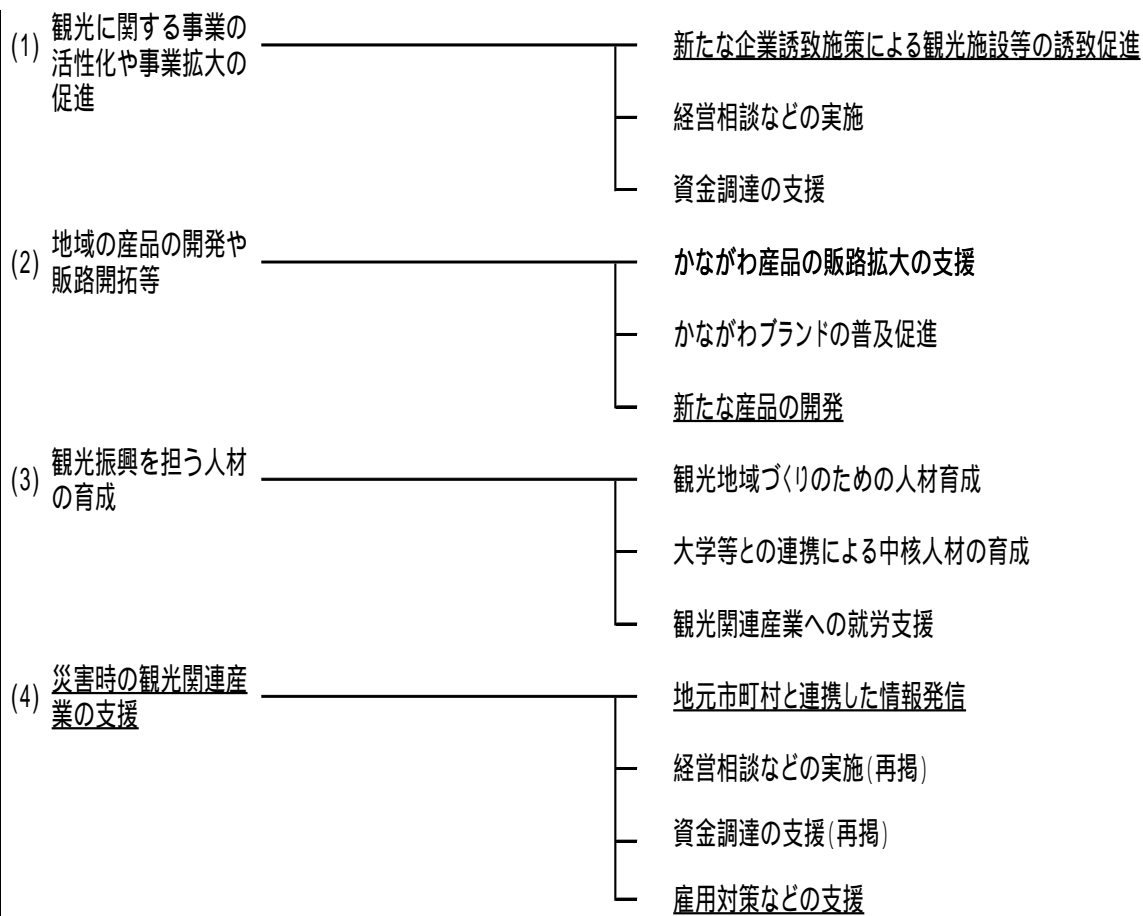 (1) 観光に関する事業の
活性化や事業拡大の
促進
新たな企業誘致施策による観光施設等の誘致促進
経営相談などの実施
資金調達の支援
(2) 地域の産品の開発や
販路開拓等
かながわ産品の販路拡大の支援
かながわブランドの普及促進
新たな産品の開発
(3) 観光振興を担う人材
の育成
観光地域づくりのための人材育成
大学等との連携による中核人材の育成
観光関連産業への就労支援
(4) 災害時の観光関連産
業の支援
地元市町村と連携した情報発信
経営相談などの実施(再掲)
資金調達の支援(再掲)
雇用対策などの支援